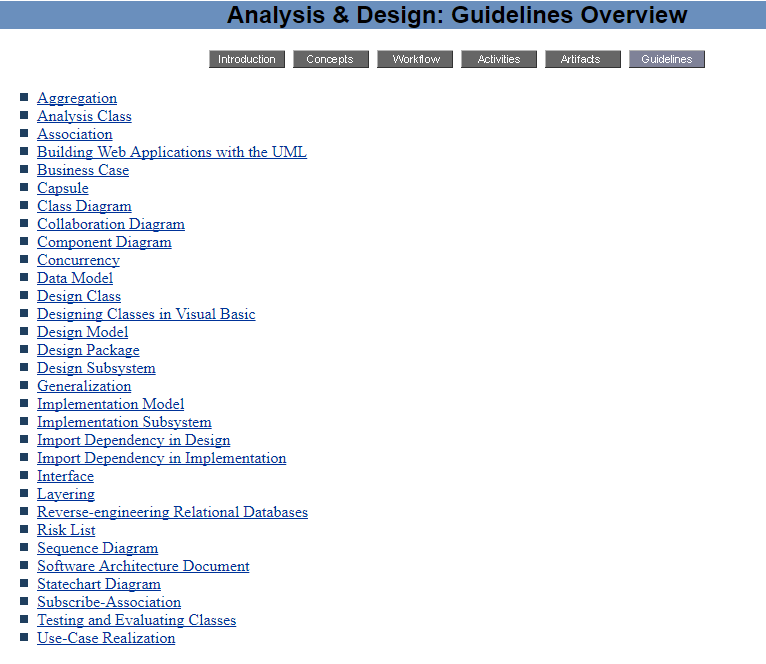 Analysis & Design: Guidelines Overview
Introduction Concepts Workflow Activities Artifacts Guidelines
Aggregation
Analysis Class
Association
Building Web Applications with the UML
Business Case
Capsule
Class Diagram
Collaboration Diagram
Component Diagram
Concurrency
Data Model
Design Class
Designing Classes in Visual Basic
Design Model
Design Package
Design Subsystem
Generalization
Implementation Model
Implementation Subsystem
Import Dependency in Design
Import Dependency in Implementation
Interface
Layering
Reverse-engineering Relational Databases
Risk List
Sequence Diagram
Software Architecture Document
Statechart Diagram
Subscribe-Association
Testing and Evaluating Classes
Use-Case Realization